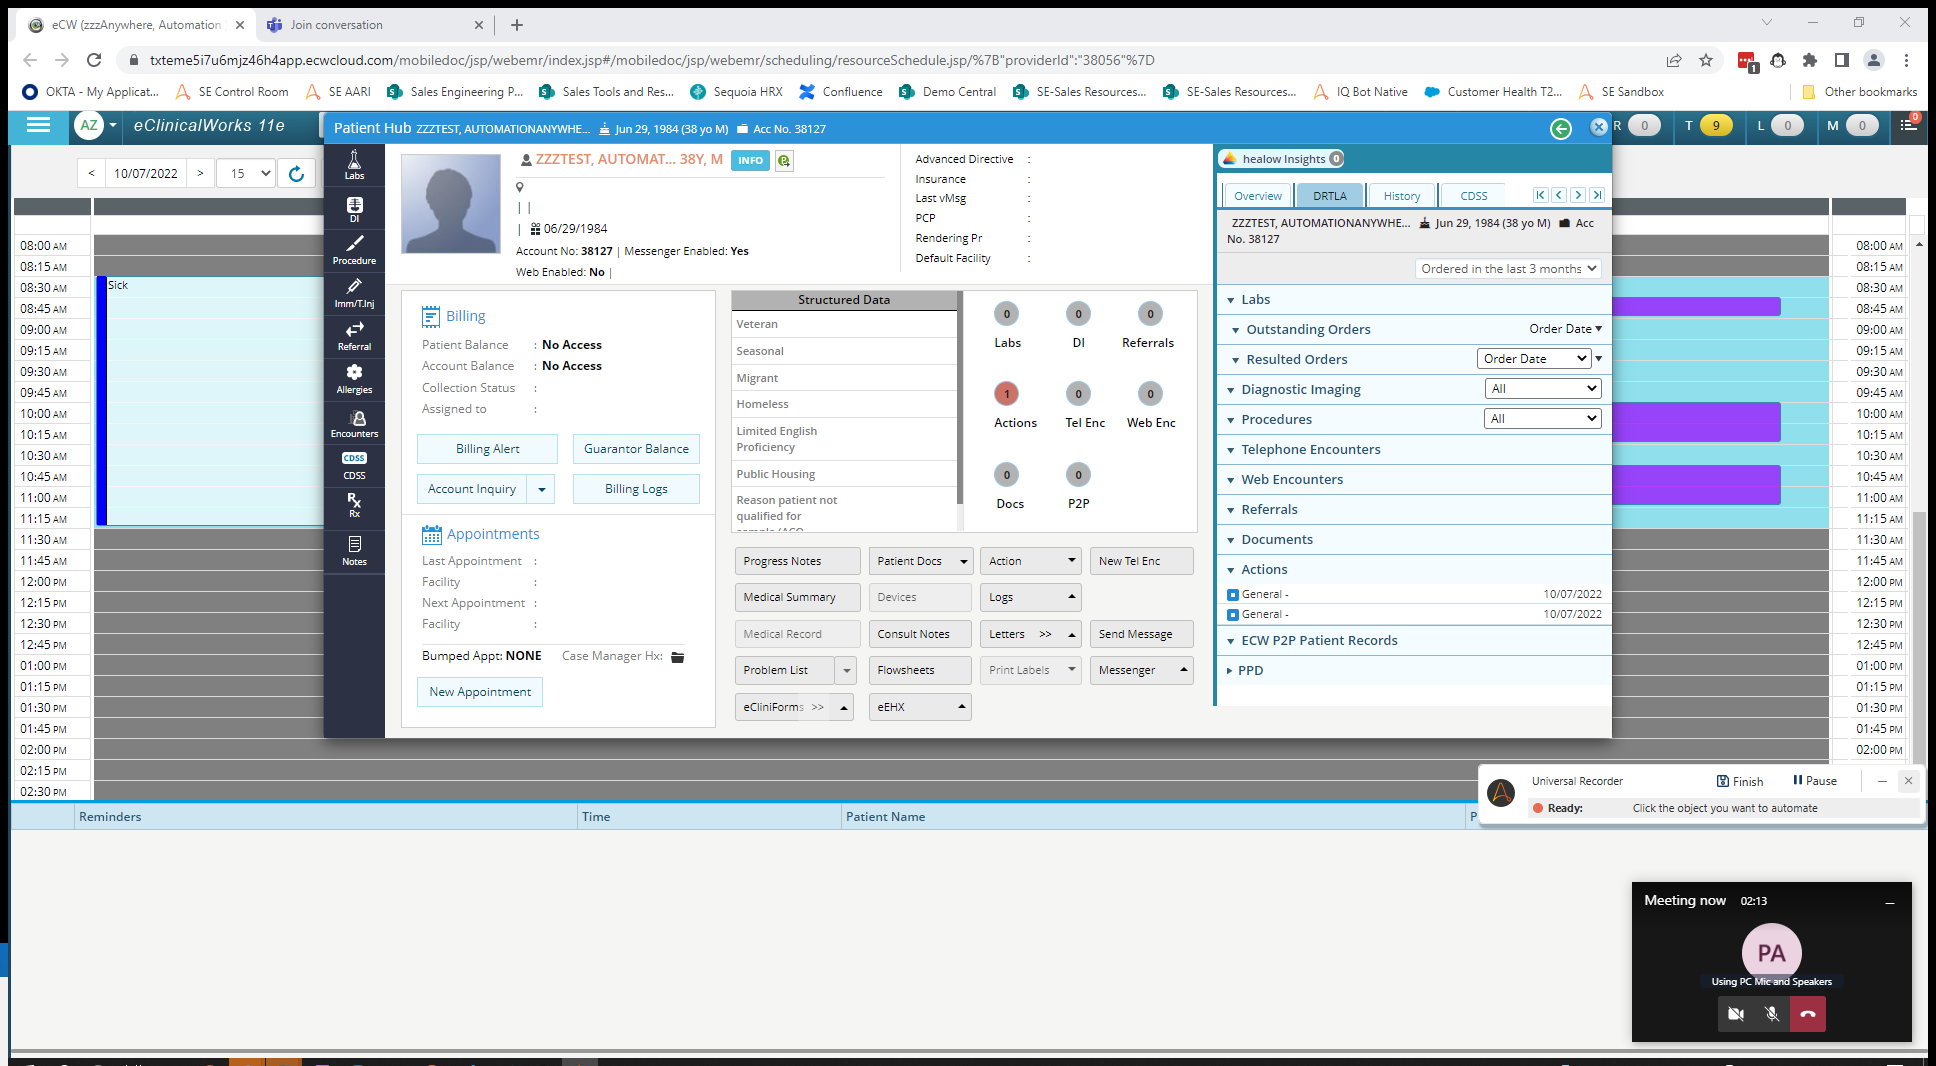 eCW (zzzAnywhere, Automation
Join conversation
txteme5i7u6mjz46h4app.ecwcloud.com/mobiledoc/jsp/webemr/index.jsp#/mobiledoc/jsp/webemr/scheduling/resourceSchedule.jsp/%7B"providerId":"38056"%7D
1
OKTA - My Applicat...
SE Control Room
SE AARI
Sales Engineering P...
Sales Tools and Res...
Sequoia HRX
Confluence
Demo Central
SE-Sales Resources...
SE-Sales Resources...
IQ Bot Native
Customer Health T2...
SE Sandbox
Other bookmarks
AZ
eClinicalWorks 11e
Patient Hub ZZZTEST, AUTOMATIONANYWHE... Jun 29, 1984 (38 yo M) Acc No. 38127
R 0
T 9
L 0
M 0
0
< 10/07/2022 >
15
08:00 AM
08:15 AM
08:30 AM
08:45 AM
09:00 AM
09:15 AM
09:30 AM
09:45 AM
10:00 AM
10:15 AM
10:30 AM
10:45 AM
11:00 AM
11:15 AM
11:30 AM
11:45 AM
12:00 PM
12:15 PM
12:30 PM
12:45 PM
01:00 PM
01:15 PM
01:30 PM
01:45 PM
02:00 PM
02:15 PM
02:30 PM
Sick
Labs
DI
Procedure
Imm/T.Inj
Referral
Allergies
Encounters
CDSS
CDSS
Rx
Rx
Notes
ZZZTEST, AUTOMAT... 38Y, M
INFO
| |
| 06/29/1984
Account No: 38127 | Messenger Enabled: Yes
Web Enabled: No |
Advanced Directive :
Insurance :
Last vMsg :
PCP :
Rendering Pr :
Default Facility :
Billing
Patient Balance : No Access
Account Balance : No Access
Collection Status :
Assigned to :
Billing Alert
Guarantor Balance
Account Inquiry
Billing Logs
Appointments
Last Appointment :
Facility :
Next Appointment :
Facility :
Bumped Appt: NONE
Case Manager Hx:
New Appointment
Structured Data
Veteran
Seasonal
Migrant
Homeless
Limited English
Proficiency
Public Housing
Reason patient not
qualified for
0 Labs
0 DI
0 Referrals
1 Actions
0 Tel Enc
0 Web Enc
0 Docs
0 P2P
Progress Notes
Patient Docs
Action
New Tel Enc
Medical Summary
Devices
Logs
Medical Record
Consult Notes
Letters >>
Send Message
Problem List
Flowsheets
Print Labels
Messenger
eCliniForms >>
eEHX
healow Insights 0
Overview
DRTLA
History
CDSS
ZZZTEST, AUTOMATIONANYWHE... Jun 29, 1984 (38 yo M) Acc
No. 38127
Ordered in the last 3 months
Labs
Outstanding Orders
Order Date
Resulted Orders
Order Date
Diagnostic Imaging
All
Procedures
All
Telephone Encounters
Web Encounters
Referrals
Documents
Actions
General - 10/07/2022
General - 10/07/2022
ECW P2P Patient Records
PPD
08:00 AM
08:15 AM
08:30 AM
08:45 AM
09:00 AM
09:15 AM
09:30 AM
09:45 AM
10:00 AM
10:15 AM
10:30 AM
10:45 AM
11:00 AM
11:15 AM
11:30 AM
11:45 AM
12:00 PM
12:15 PM
12:30 PM
12:45 PM
01:00 PM
01:15 PM
01:30 PM
01:45 PM
02:00 PM
Universal Recorder
Finish
Pause
Ready: Click the object you want to automate
Reminders
Time
Patient Name
P
Meeting now 02:13
PA
Using PC Mic and Speakers